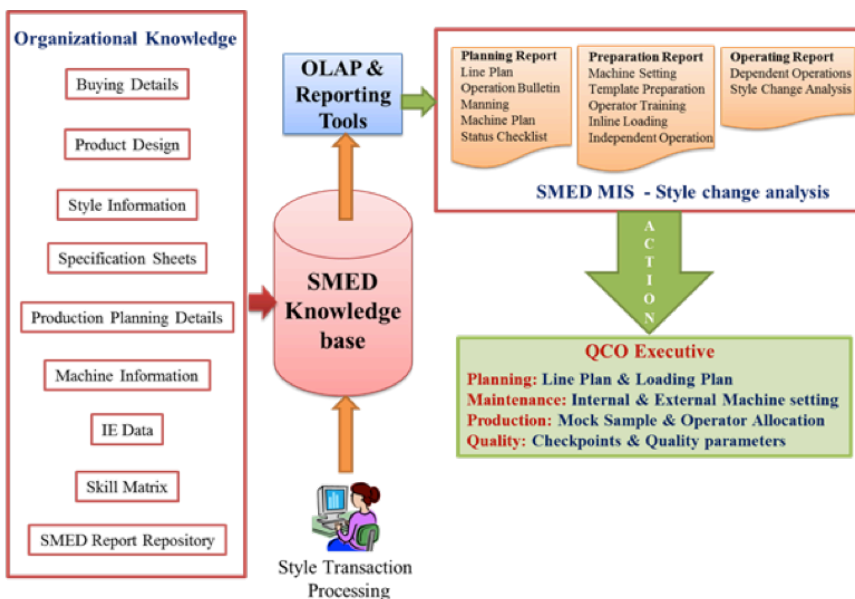 Organizational Knowledge
Buying Details
Product Design
Style Information
Specification Sheets
Production Planning Details
Machine Information
IE Data
Skill Matrix
SMED Report Repository
OLAP &
Reporting
Tools
SMED
Knowledge
base
Style Transaction
Processing
Planning Report
Line Plan
Operation Bulletin
Manning
Machine Plan
Status Checklist
Preparation Report
Machine Setting
Template Preparation
Operator Training
Inline Loading
Independent Operation
Operating Report
Dependent Operations
Style Change Analysis
SMED MIS - Style change analysis
ACTION
QCO Executive
Planning: Line Plan & Loading Plan
Maintenance: Internal & External Machine setting
Production: Mock Sample & Operator Allocation
Quality: Checkpoints & Quality parameters